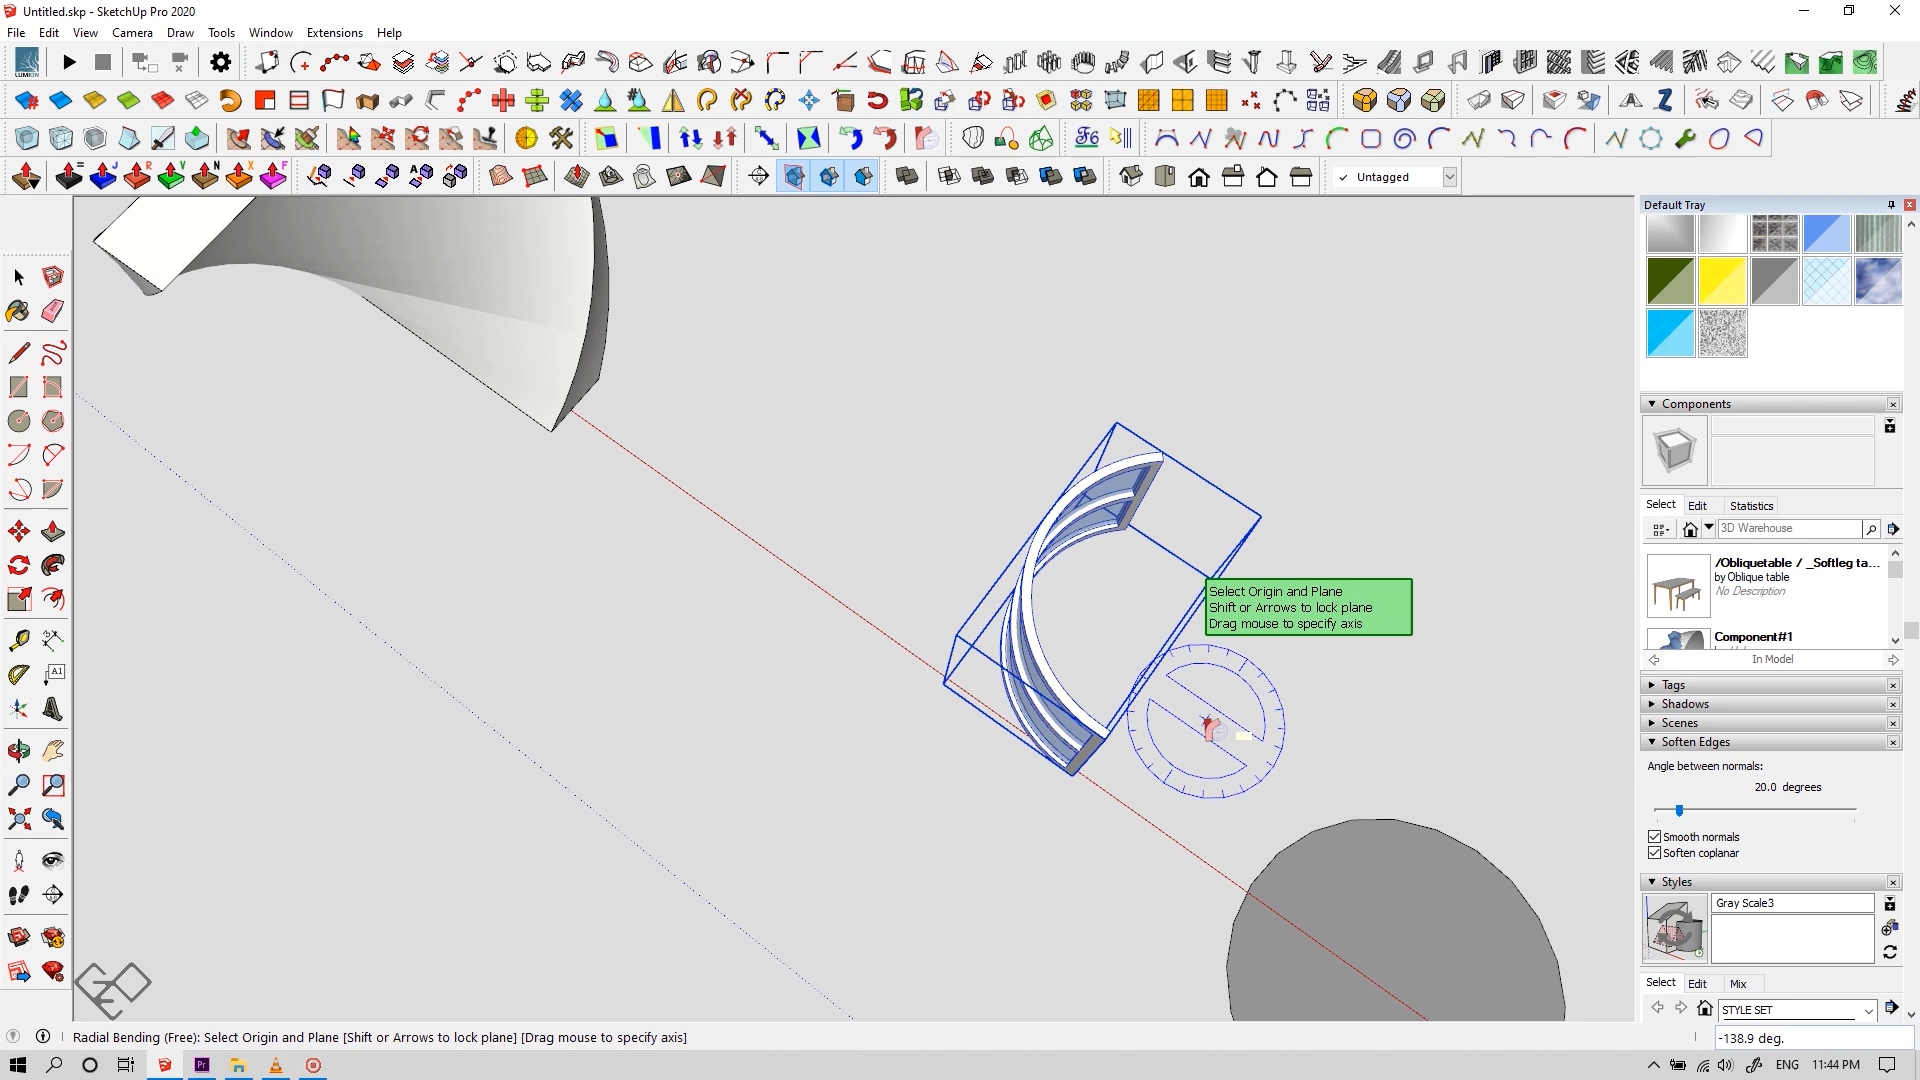 Untitled.skp - SketchUp Pro 2020
File Edit View Camera Draw Tools Window Extensions Help
LUMION
F6
= J R V N X F
A
Untagged
Default Tray
Components
Select Edit Statistics
3D Warehouse
/Obliquetable / _Softleg ta...
by Oblique table
No Description
Component#1
In Model
Tags
Shadows
Scenes
Soften Edges
Angle between normals:
20.0 degrees
Smooth normals
Soften coplanar
Styles
Gray Scale3
Select Edit Mix
STYLE SET
A1
Select Origin and Plane
Shift or Arrows to lock plane
Drag mouse to specify axis
Radial Bending (Free): Select Origin and Plane [Shift or Arrows to lock plane] [Drag mouse to specify axis]
-138.9 deg.
Pr
ENG 11:44 PM